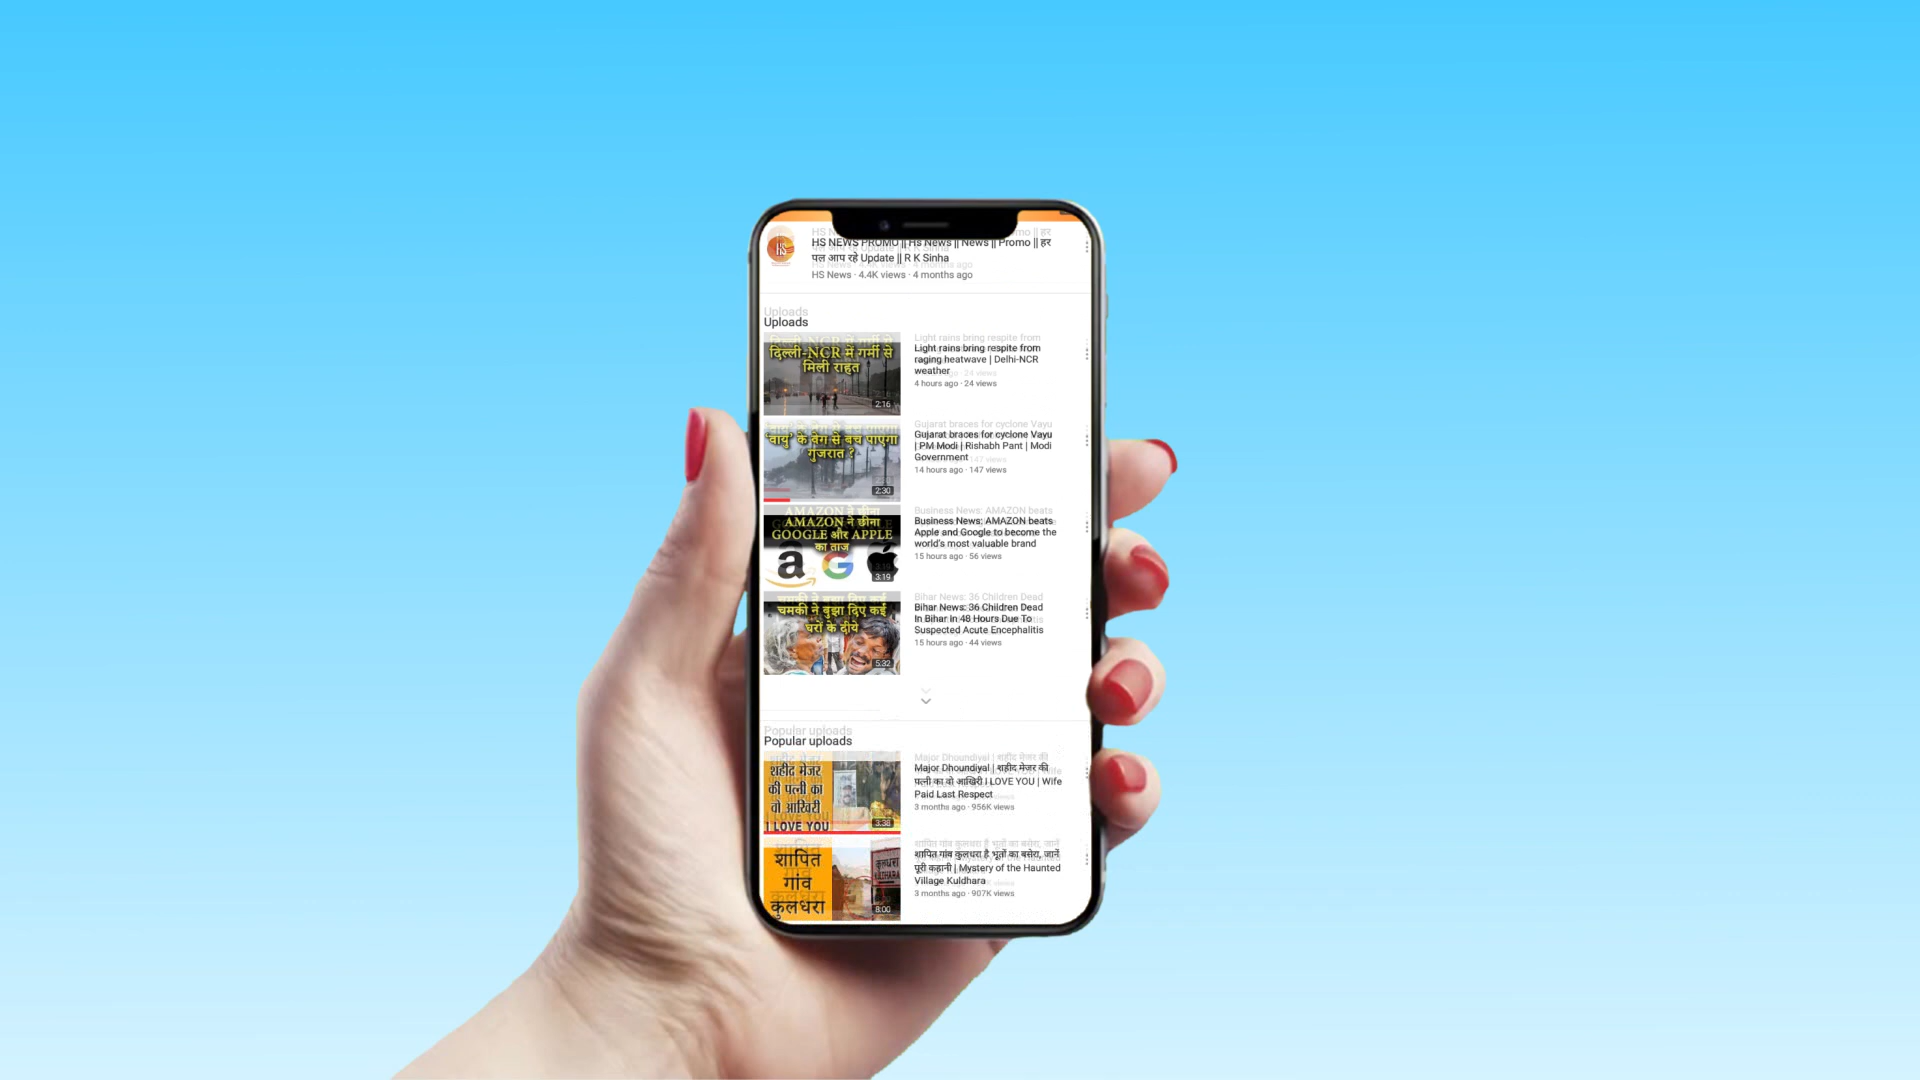 HS
HS NEWS PROMO || Hs News || News || Promo || हर
पल आप रहे Update || R K Sinha
HS News · 4.4K views · 4 months ago
Uploads
दिल्ली-NCR में गर्मी से
मिली राहत
2:16
Light rains bring respite from
raging heatwave | Delhi-NCR
weather
4 hours ago · 24 views
'वायु' के वेग से बच पाएगा
गुजरात ?
2:30
Gujarat braces for cyclone Vayu
| PM Modi | Rishabh Pant | Modi
Government
14 hours ago · 147 views
AMAZON ने छीना
GOOGLE और APPLE
का ताज
a G
3:19
Business News: AMAZON beats
Apple and Google to become the
world's most valuable brand
15 hours ago · 56 views
चमकी ने बुझा दिए कई
घरों के दीये
5:32
Bihar News: 36 Children Dead
In Bihar in 48 Hours Due To
Suspected Acute Encephalitis
15 hours ago · 44 views
Popular uploads
शहीद मेजर
की पत्नी का
वो आखिरी
I LOVE YOU
3:36
Major Dhoundiyal | शहीद मेजर की
पत्नी का वो आखिरी I LOVE YOU | Wife
Paid Last Respect
3 months ago · 956K views
शापित
गांव
कुलधरा
कुलधरा
KULDHARA
8:00
शापित गांव कुलधरा है भूतों का बसेरा, जानें
पूरी कहानी | Mystery of the Haunted
Village Kuldhara
3 months ago · 907K views